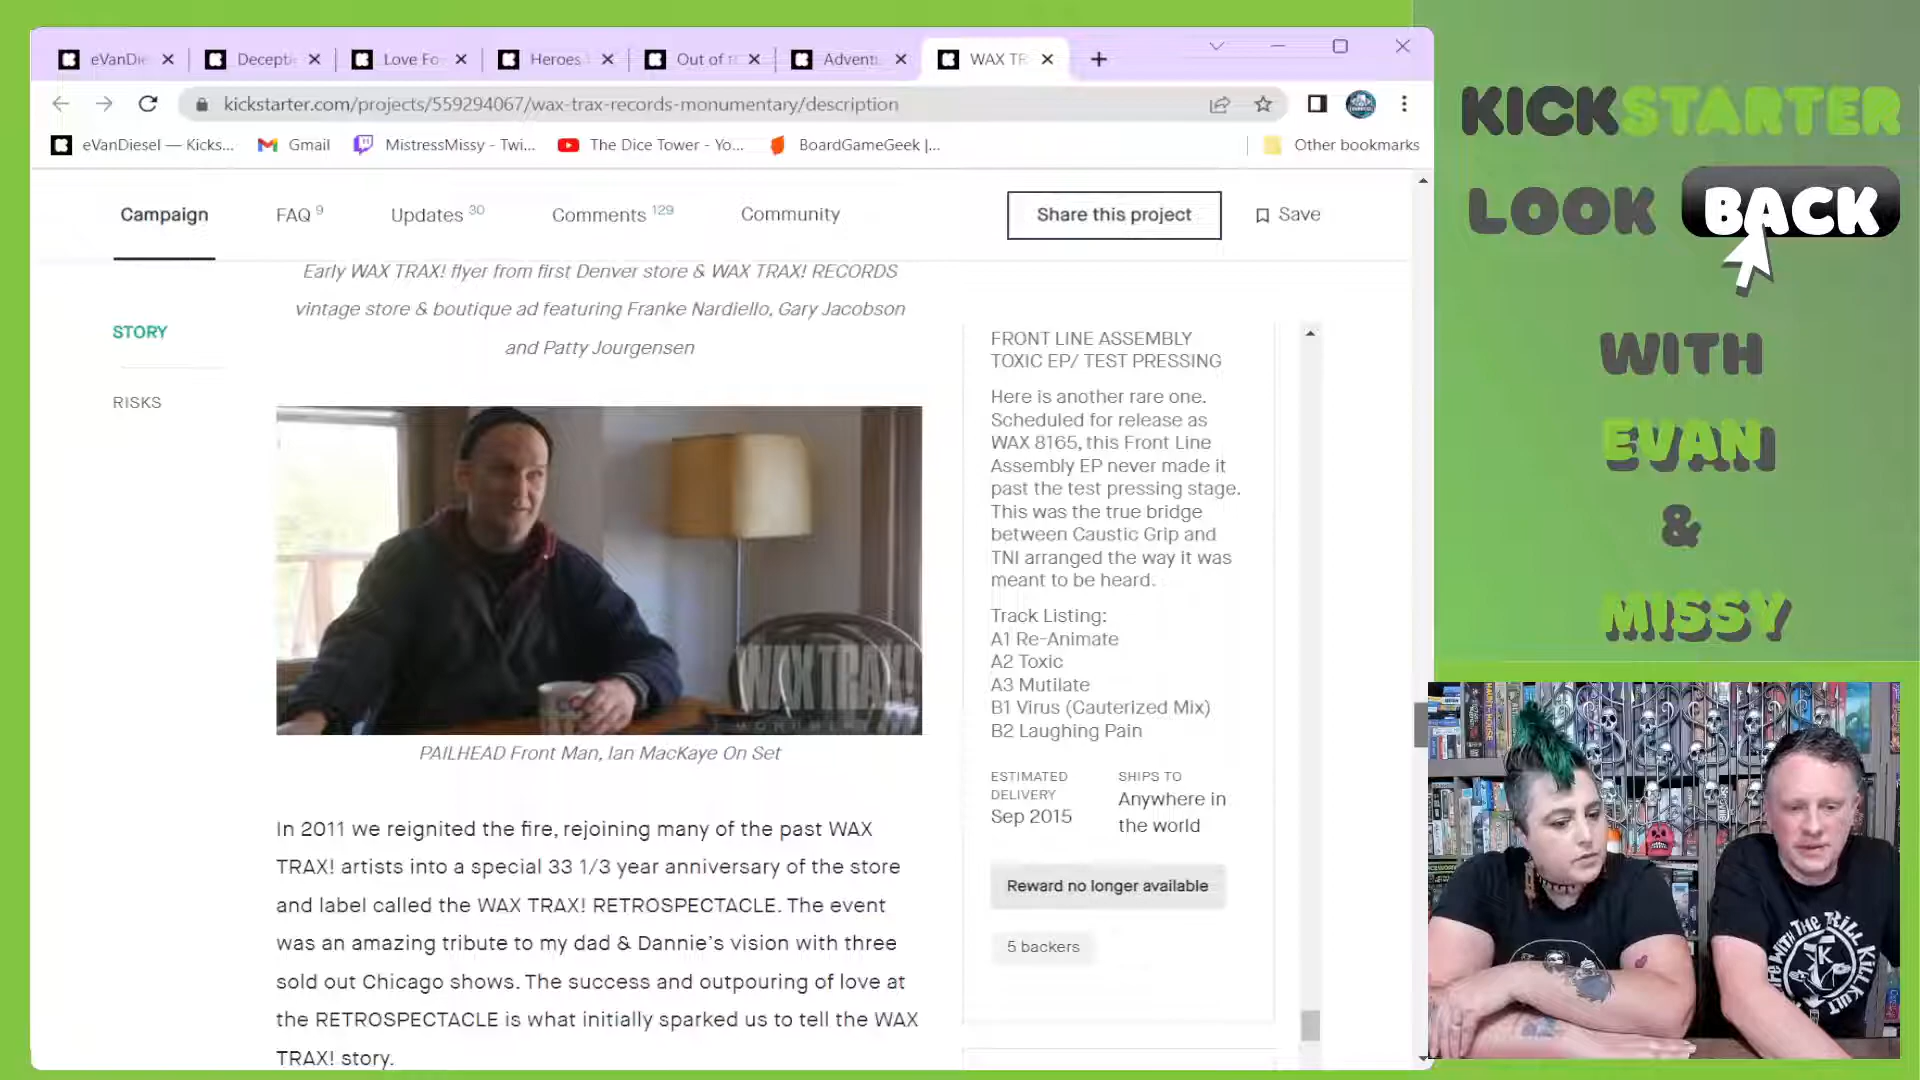 eVanDie
Decepti
Love Fo
Heroes
Out of
Advent
WAX TR
kickstarter.com/projects/559294067/wax-trax-records-monumentary/description
eVanDiesel — Kicks...
Gmail
MistressMissy - Twi...
The Dice Tower - Yo...
BoardGameGeek |...
Other bookmarks
Campaign
FAQ 9
Updates 30
Comments 129
Community
Share this project
Save
STORY
RISKS
Early WAX TRAX! flyer from first Denver store & WAX TRAX! RECORDS
vintage store & boutique ad featuring Franke Nardiello, Gary Jacobson
and Patty Jourgensen
WAX TRAX!
PAILHEAD Front Man, Ian MacKaye On Set
In 2011 we reignited the fire, rejoining many of the past WAX
TRAX! artists into a special 33 1/3 year anniversary of the store
and label called the WAX TRAX! RETROSPECTACLE. The event
was an amazing tribute to my dad & Dannie's vision with three
sold out Chicago shows. The success and outpouring of love at
the RETROSPECTACLE is what initially sparked us to tell the WAX
TRAX! story.
FRONT LINE ASSEMBLY
TOXIC EP/ TEST PRESSING
Here is another rare one.
Scheduled for release as
WAX 8165, this Front Line
Assembly EP never made it
past the test pressing stage.
This was the true bridge
between Caustic Grip and
TNI arranged the way it was
meant to be heard.
Track Listing:
A1 Re-Animate
A2 Toxic
A3 Mutilate
B1 Virus (Cauterized Mix)
B2 Laughing Pain
ESTIMATED
DELIVERY
Sep 2015
SHIPS TO
Anywhere in
the world
Reward no longer available
5 backers
KICKSTARTER
LOOK BACK
WITH
EVAN
&
MISSY
WITH THE KILL KILL KULT